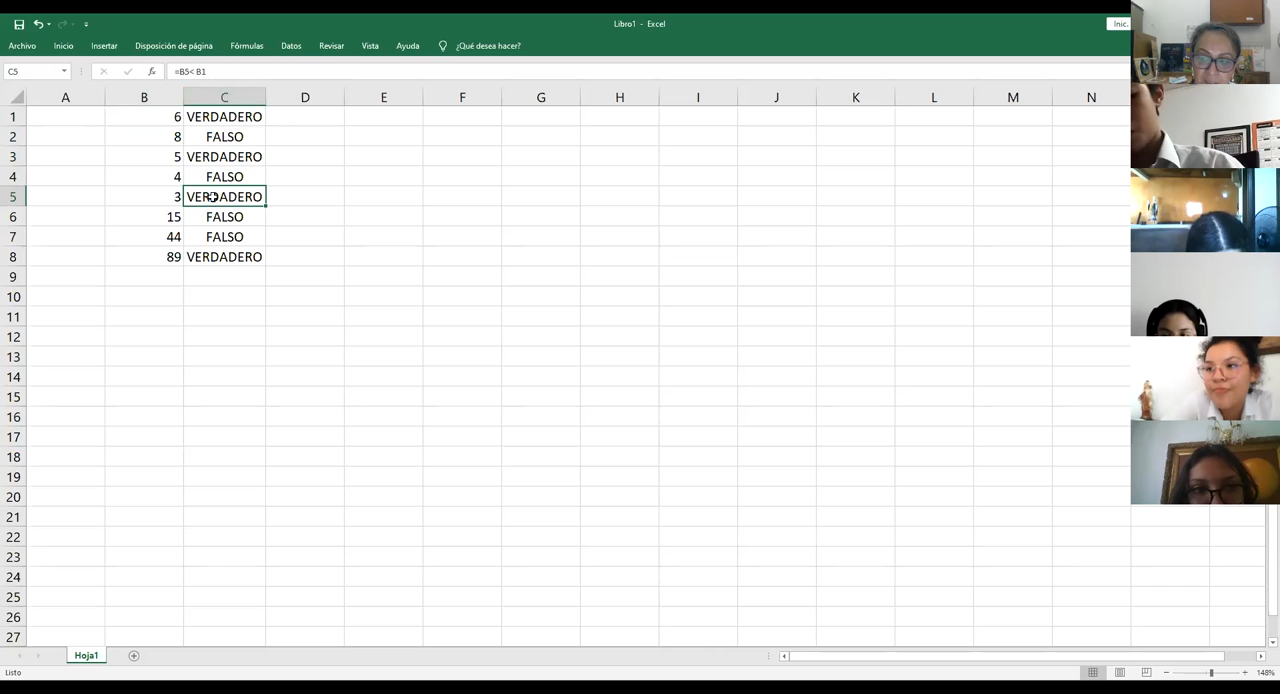 Libro1 - Excel
Inic.
Archivo Inicio Insertar Disposición de página Fórmulas Datos Revisar Vista Ayuda ¿Qué desea hacer?
C5 fx =B5< B1
A B C D E F G H I J K L M N
1 6 VERDADERO
2 8 FALSO
3 5 VERDADERO
4 4 FALSO
5 3 VERDADERO
6 15 FALSO
7 44 FALSO
8 89 VERDADERO
9
10
11
12
13
14
15
16
17
18
19
20
21
22
23
24
25
26
27
Hoja1
Listo 148%